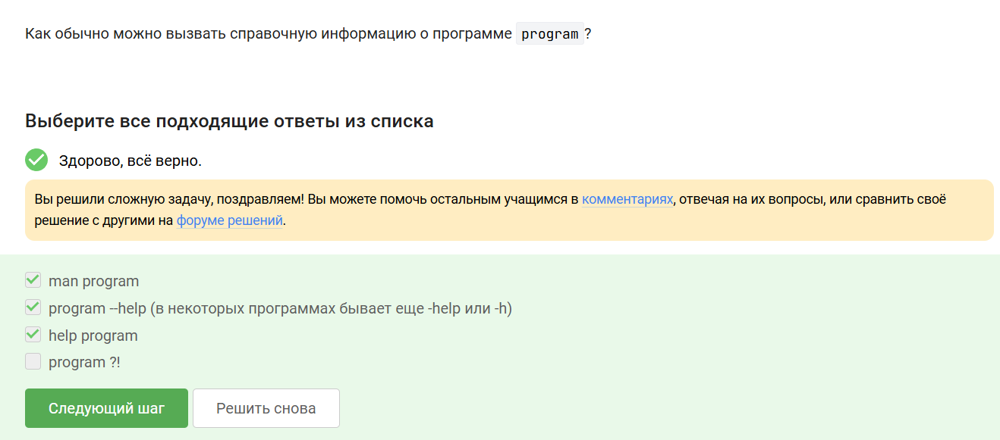 Как обычно можно вызвать справочную информацию о программе program ?
Выберите все подходящие ответы из списка
Здорово, всё верно.
Вы решили сложную задачу, поздравляем! Вы можете помочь остальным учащимся в комментариях, отвечая на их вопросы, или сравнить своё
решение с другими на форуме решений.
man program
program --help (в некоторых программах бывает еще -help или -h)
help program
program ?!
Следующий шаг
Решить снова